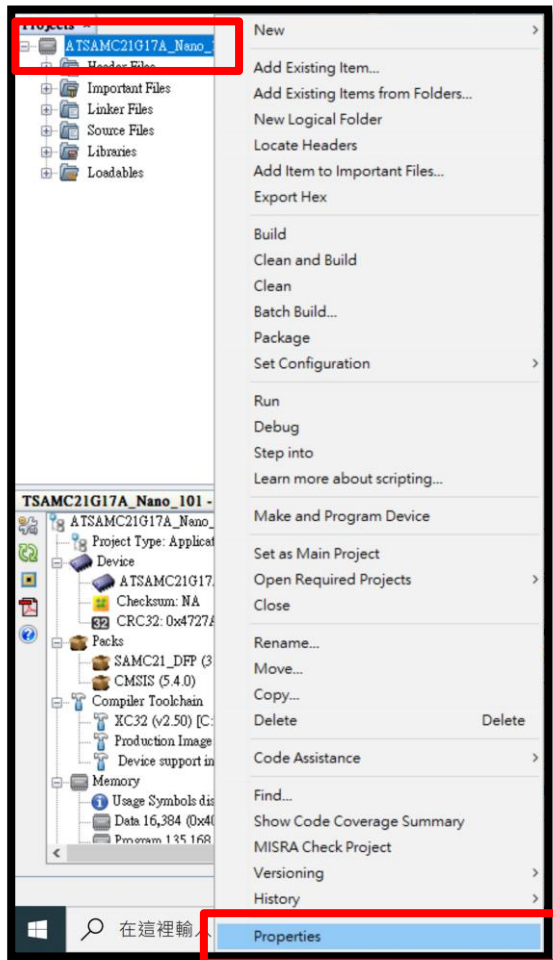 Projects ×
ATSAMC21G17A_Nano_
Header Files
Important Files
Linker Files
Source Files
Libraries
Loadables
New
Add Existing Item...
Add Existing Items from Folders...
New Logical Folder
Locate Headers
Add Item to Important Files...
Export Hex
Build
Clean and Build
Clean
Batch Build...
Package
Set Configuration
Run
Debug
Step into
Learn more about scripting...
Make and Program Device
Set as Main Project
Open Required Projects
Close
Rename...
Move...
Copy...
Delete Delete
Code Assistance
Find...
Show Code Coverage Summary
MISRA Check Project
Versioning
History
Properties
TSAMC21G17A_Nano_101 -
ATSAMC21G17A_Nano_
Project Type: Applicat
Device
ATSAMC21G17
Checksum: NA
32 CRC32: 0x4727A
Packs
SAMC21_DFP (3
CMSIS (5.4.0)
Compiler Toolchain
XC32 (v2.50) [C:
Production Image
Device support in
Memory
Usage Symbols dis
Data 16,384 (0x40
Program 135,168
在這裡輸入